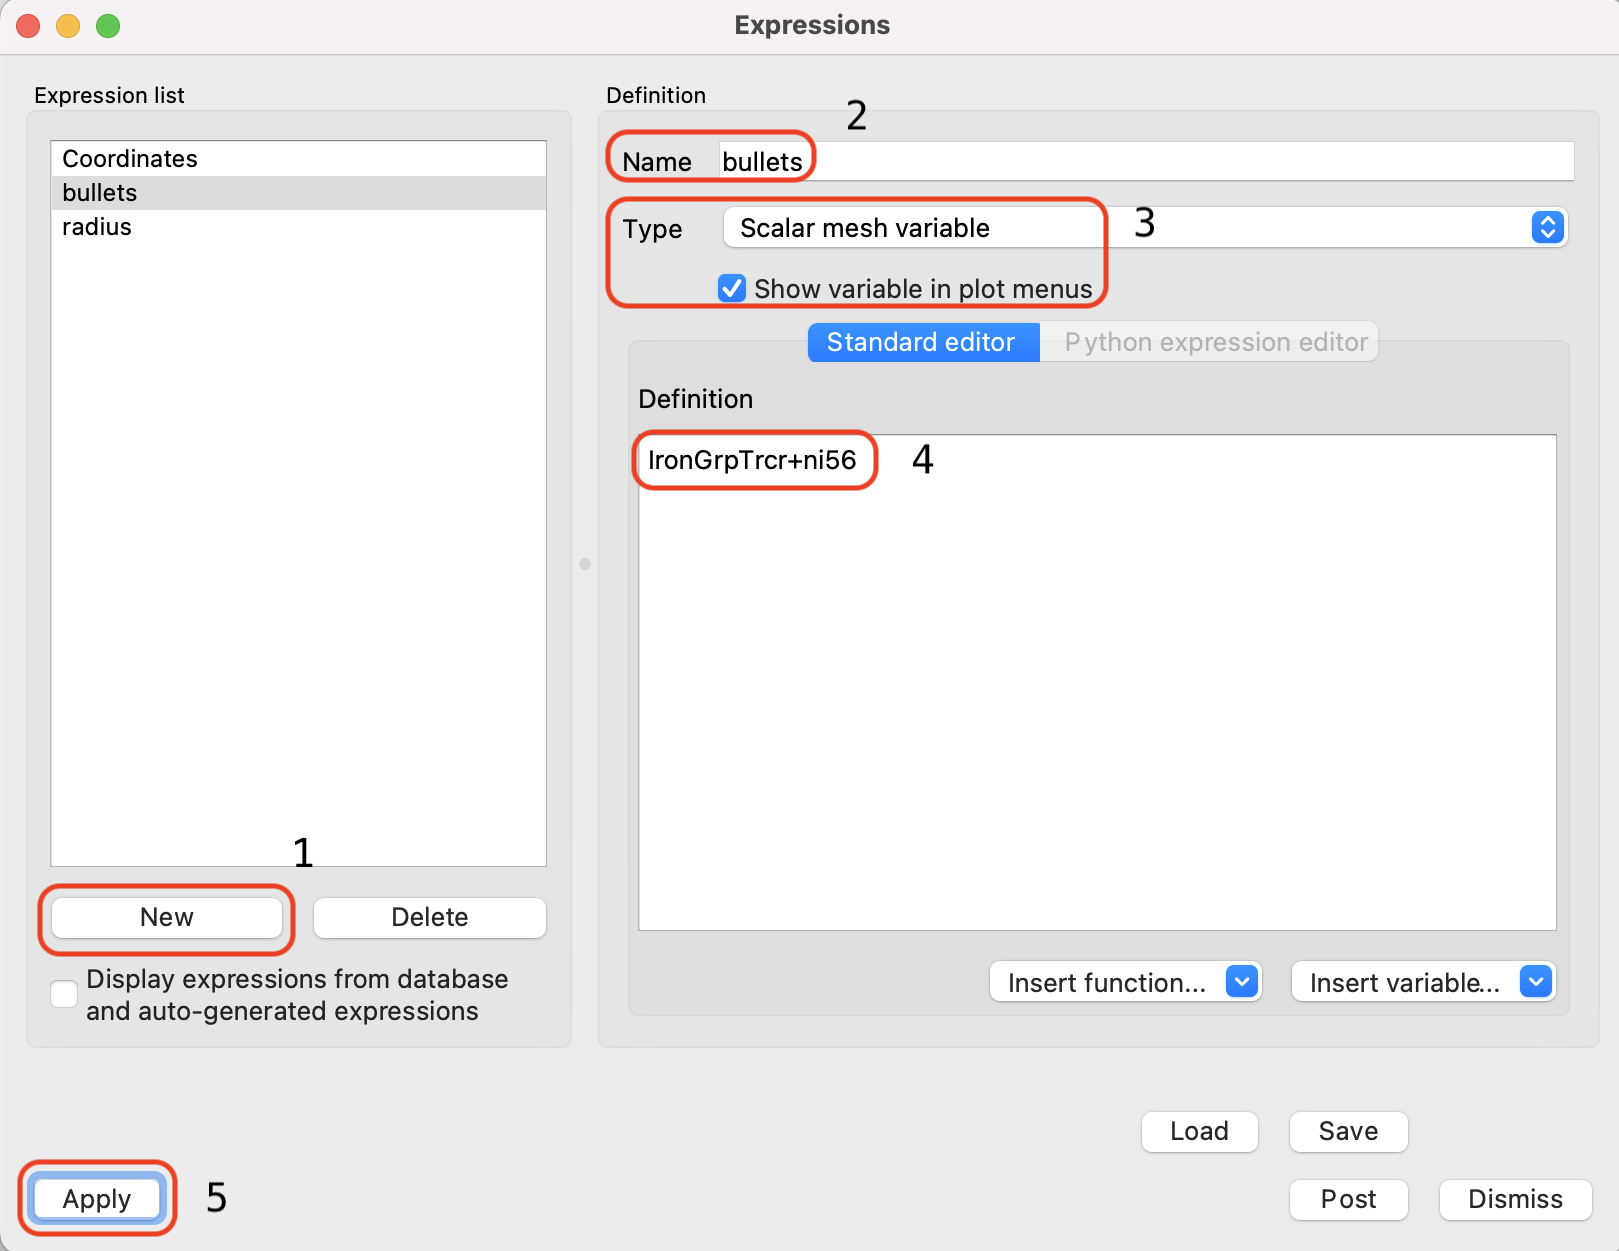 Expressions
Expression list
Coordinates
bullets
radius
1
New
Delete
Display expressions from database
and auto-generated expressions
Definition
2
Name bullets
Type Scalar mesh variable 3
Show variable in plot menus
Standard editor Python expression editor
Definition
IronGrpTrcr+ni56 4
Insert function... Insert variable...
Load Save
Apply 5 Post Dismiss